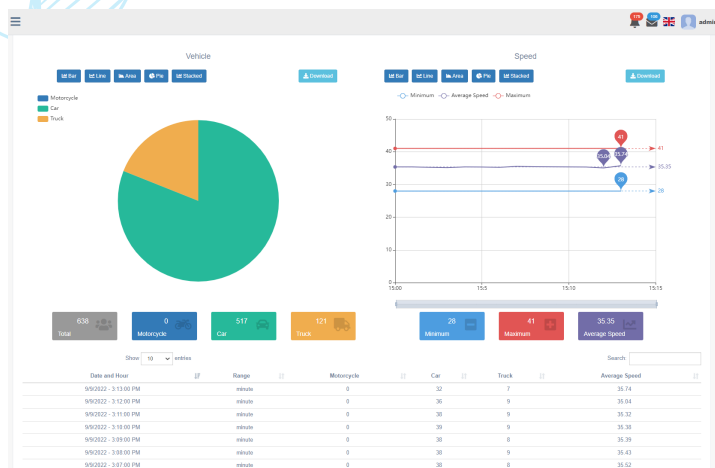 178 100 admin
Vehicle
Bar Line Area Pie Stacked Download
Motorcycle
Car
Truck
Speed
Bar Line Area Pie Stacked Download
Minimum Average Speed Maximum
50
40
30
20
10
0
15:00 15:5 15:10 15:15
41
35.04 35.74
28
41
35.35
28
638 Total
0 Motorcycle
517 Car
121 Truck
28 Minimum
41 Maximum
35.35 Average Speed
Show 10 entries Search:
Date and Hour Range Motorcycle Car Truck Average Speed
9/9/2022 - 3:13:00 PM minute 0 32 7 35.74
9/9/2022 - 3:12:00 PM minute 0 36 9 35.04
9/9/2022 - 3:11:00 PM minute 0 38 9 35.32
9/9/2022 - 3:10:00 PM minute 0 39 9 35.38
9/9/2022 - 3:09:00 PM minute 0 38 8 35.39
9/9/2022 - 3:08:00 PM minute 0 38 9 35.43
9/9/2022 - 3:07:00 PM minute 0 38 8 35.52